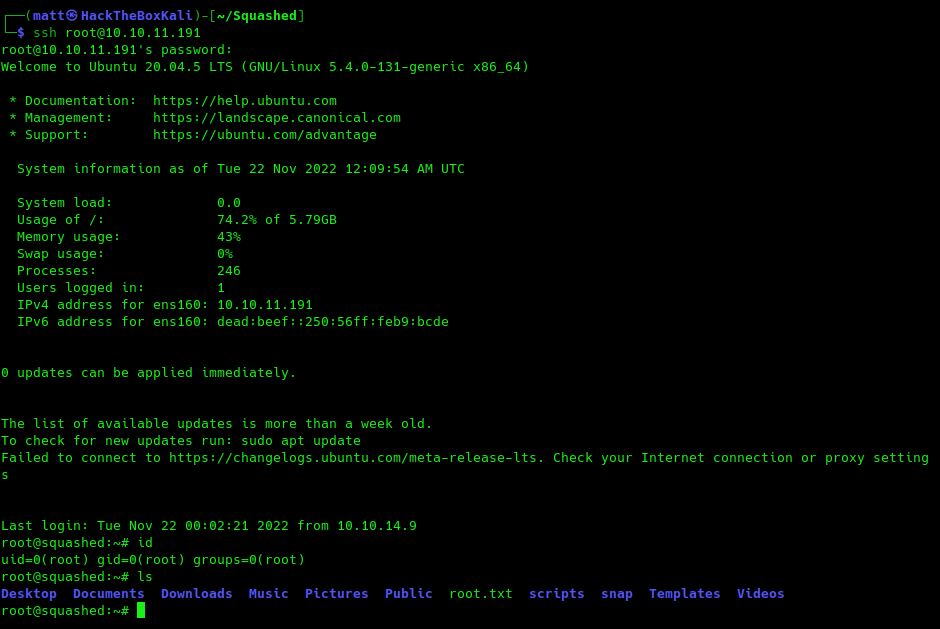 ┌──(matt㉿HackTheBoxKali)-[~/Squashed]
└─$ ssh root@10.10.11.191
root@10.10.11.191's password:
Welcome to Ubuntu 20.04.5 LTS (GNU/Linux 5.4.0-131-generic x86_64)
 * Documentation:  https://help.ubuntu.com
 * Management:     https://landscape.canonical.com
 * Support:        https://ubuntu.com/advantage
  System information as of Tue 22 Nov 2022 12:09:54 AM UTC
  System load:             0.0
  Usage of /:              74.2% of 5.79GB
  Memory usage:            43%
  Swap usage:              0%
  Processes:               246
  Users logged in:         1
  IPv4 address for ens160: 10.10.11.191
  IPv6 address for ens160: dead:beef::250:56ff:feb9:bcde
0 updates can be applied immediately.
The list of available updates is more than a week old.
To check for new updates run: sudo apt update
Failed to connect to https://changelogs.ubuntu.com/meta-release-lts. Check your Internet connection or proxy setting
s
Last login: Tue Nov 22 00:02:21 2022 from 10.10.14.9
root@squashed:~# id
uid=0(root) gid=0(root) groups=0(root)
root@squashed:~# ls
Desktop  Documents  Downloads  Music  Pictures  Public  root.txt  scripts  snap  Templates  Videos
root@squashed:~#